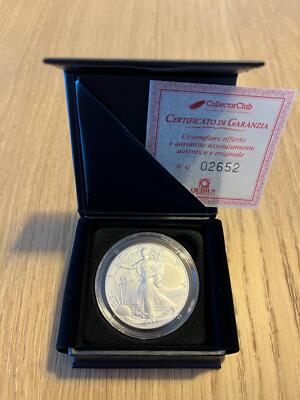 CollectorClub
CERTIFICATO DI GARANZIA
L'esemplare offerto
è garantito assolutamente
autentico e originale
N° G 02652